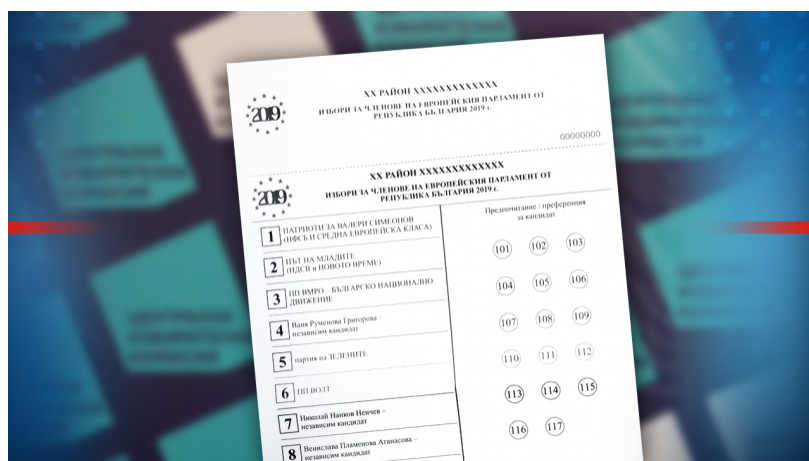 2019
XX РАЙОН XXXXXXXXXXXXX
ИЗБОРИ ЗА ЧЛЕНОВЕ НА ЕВРОПЕЙСКИЯ ПАРЛАМЕНТ ОТ
РЕПУБЛИКА БЪЛГАРИЯ 2019 г.
00000000
2019
XX РАЙОН XXXXXXXXXXXXX
ИЗБОРИ ЗА ЧЛЕНОВЕ НА ЕВРОПЕЙСКИЯ ПАРЛАМЕНТ ОТ
РЕПУБЛИКА БЪЛГАРИЯ 2019 г.
1 ПАТРИОТИ ЗА ВАЛЕРИ СИМЕОНОВ
(НФСБ И СРЕДНА ЕВРОПЕЙСКА КЛАСА)
2 ПЪТ НА МЛАДИТЕ
(НДСВ и НОВОТО ВРЕМЕ)
3 ПП ВМРО – БЪЛГАРСКО НАЦИОНАЛНО
ДВИЖЕНИЕ
4 Ваня Руменова Григорова –
независим кандидат
5 партия на ЗЕЛЕНИТЕ
6 ПП ВОЛТ
7 Николай Нанков Ненчев –
независим кандидат
8 Венислава Пламенова Атанасова –
независим кандидат
Предпочитание / преференция
за кандидат
101 102 103
104 105 106
107 108 109
110 111 112
113 114 115
116 117
ЦЕНТРАЛНА
ИЗБИРАТЕЛНА
КОМИСИЯ